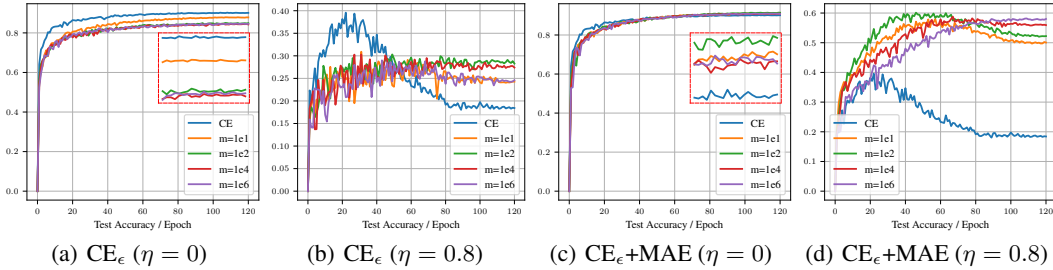 0.8
0.6
0.4
0.2
0.0
0 20 40 60 80 100 120
Test Accuracy / Epoch
CE
m=1e1
m=1e2
m=1e4
m=1e6
(a) CE_ϵ (η = 0)
0.40
0.35
0.30
0.25
0.20
0.15
0.10
0.05
0.00
0 20 40 60 80 100 120
Test Accuracy / Epoch
CE
m=1e1
m=1e2
m=1e4
m=1e6
(b) CE_ϵ (η = 0.8)
0.8
0.6
0.4
0.2
0.0
0 20 40 60 80 100 120
Test Accuracy / Epoch
CE
m=1e1
m=1e2
m=1e4
m=1e6
(c) CE_ϵ+MAE (η = 0)
0.6
0.5
0.4
0.3
0.2
0.1
0.0
0 20 40 60 80 100 120
Test Accuracy / Epoch
CE
m=1e1
m=1e2
m=1e4
m=1e6
(d) CE_ϵ+MAE (η = 0.8)